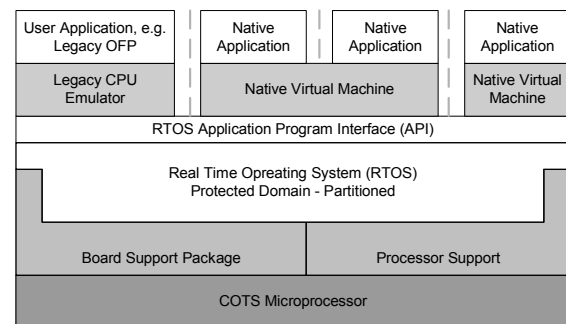 User Application, e.g.
Legacy OFP
Native
Application
Native
Application
Native
Application
Legacy CPU
Emulator
Native Virtual Machine
Native Virtual
Machine
RTOS Application Program Interface (API)
Real Time Opreating System (RTOS)
Protected Domain - Partitioned
Board Support Package
Processor Support
COTS Microprocessor